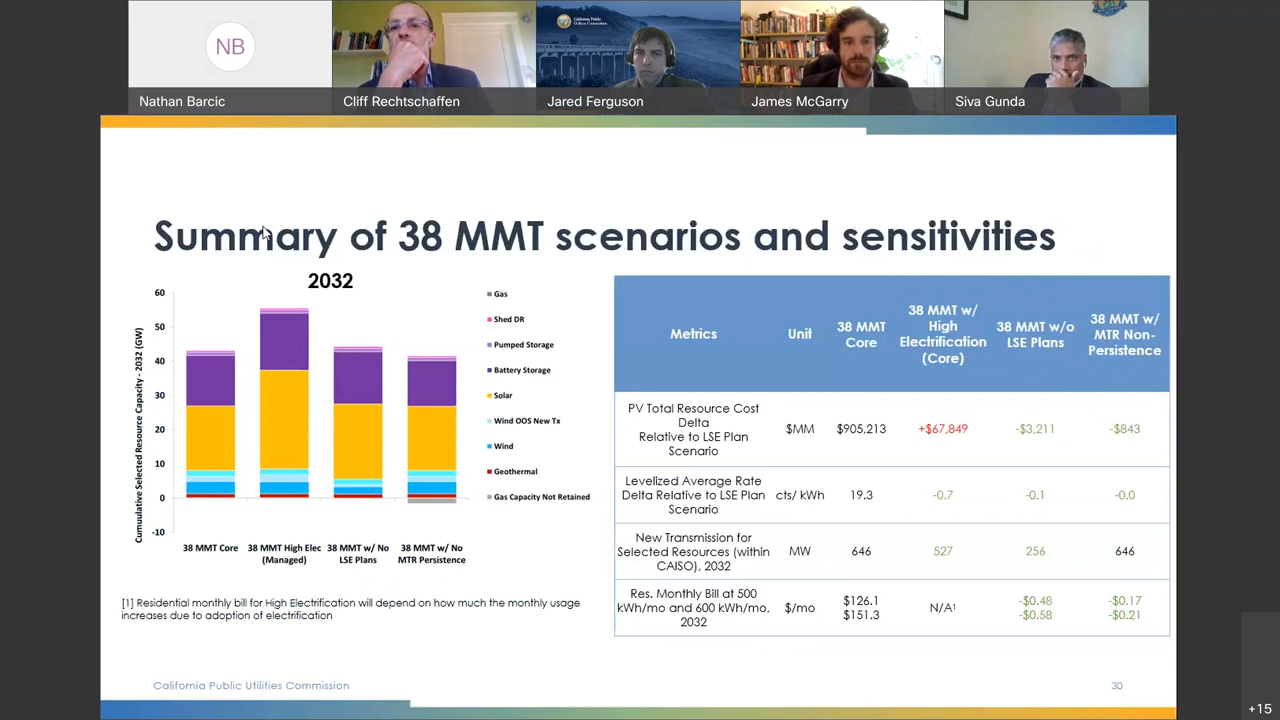 NB
Nathan Barcic
Cliff Rechtschaffen
California Public
Utilities Commission
Jared Ferguson
James McGarry
Siva Gunda
Summary of 38 MMT scenarios and sensitivities
2032
Cumuulative Selected Resource Capacity - 2032 (GW)
60
50
40
30
20
10
0
-10
38 MMT Core
38 MMT High Elec
(Managed)
38 MMT w/ No
LSE Plans
38 MMT w/ No
MTR Persistence
Gas
Shed DR
Pumped Storage
Battery Storage
Solar
Wind OOS New Tx
Wind
Geothermal
Gas Capacity Not Retained
[1] Residential monthly bill for High Electrification will depend on how much the monthly usage
increases due to adoption of electrification
Metrics
Unit
38 MMT
Core
38 MMT w/
High
Electrification
(Core)
38 MMT w/o
LSE Plans
38 MMT w/
MTR Non-
Persistence
PV Total Resource Cost
Delta
Relative to LSE Plan
Scenario
$MM
$905,213
+$67,849
-$3,211
-$843
Levelized Average Rate
Delta Relative to LSE Plan
Scenario
cts/ kWh
19.3
-0.7
-0.1
-0.0
New Transmission for
Selected Resources (within
CAISO), 2032
MW
646
527
256
646
Res. Monthly Bill at 500
kWh/mo and 600 kWh/mo,
2032
$/mo
$126.1
$151.3
N/A¹
-$0.48
-$0.58
-$0.17
-$0.21
California Public Utilities Commission
30
+15